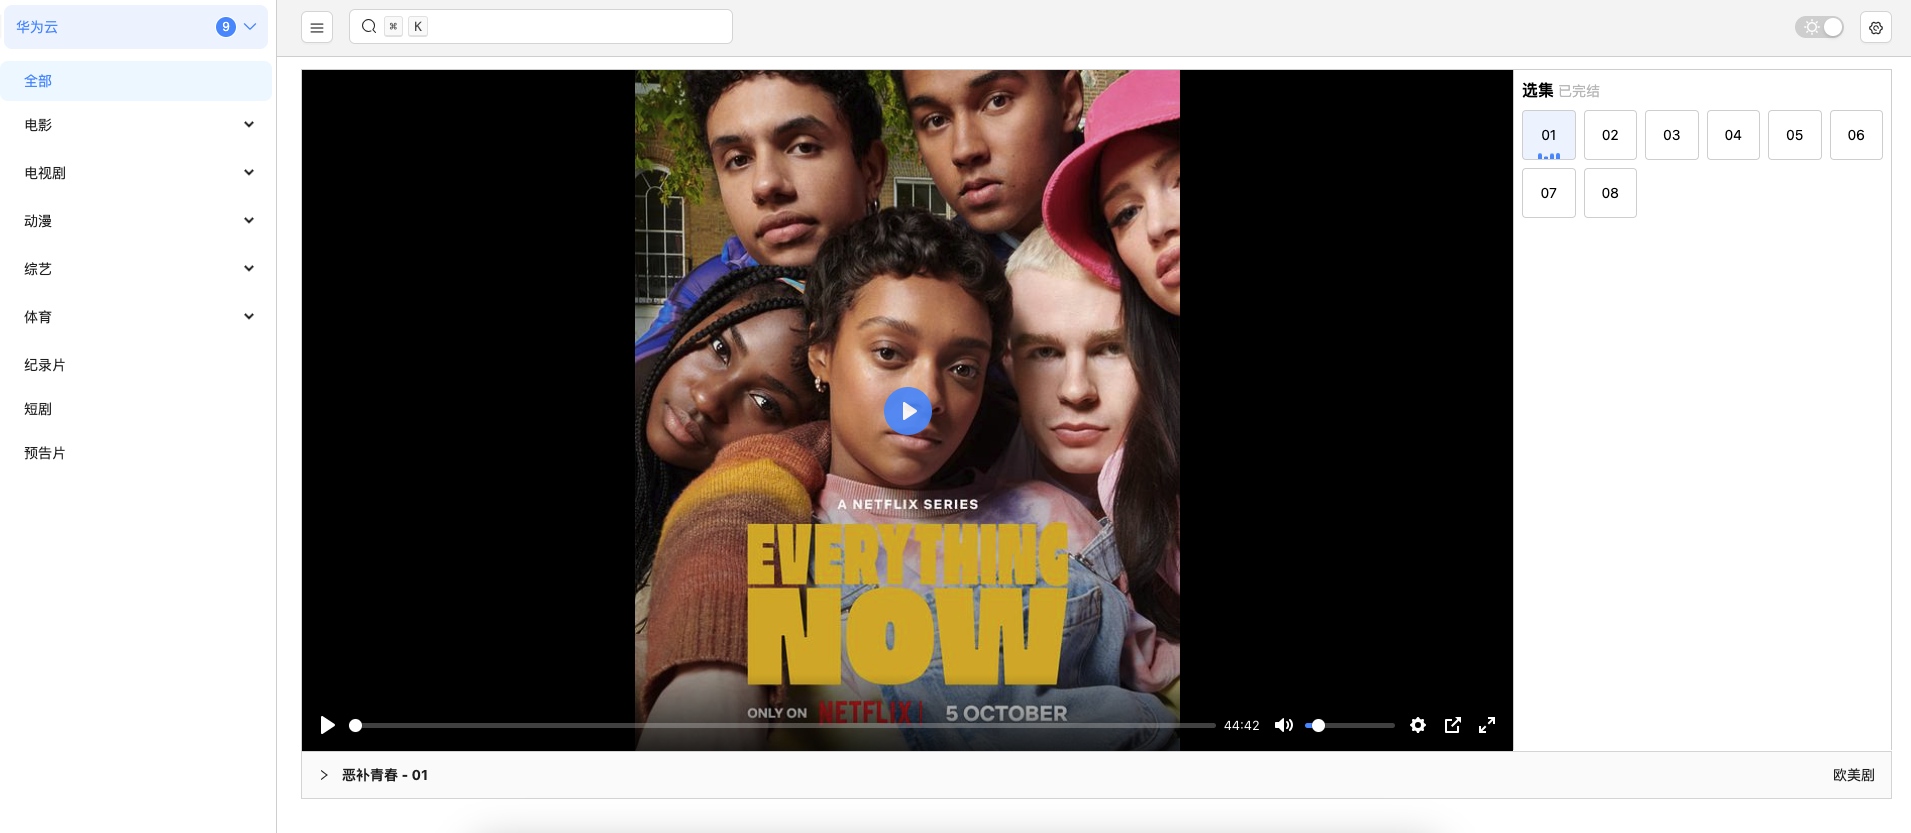 华为云 9
⌘ K
全部
电影
电视剧
动漫
综艺
体育
纪录片
短剧
预告片
A NETFLIX SERIES
EVERYTHING
NOW
ONLY ON NETFLIX | 5 OCTOBER
44:42
选集 已完结
01 02 03 04 05 06
07 08
恶补青春 - 01
欧美剧